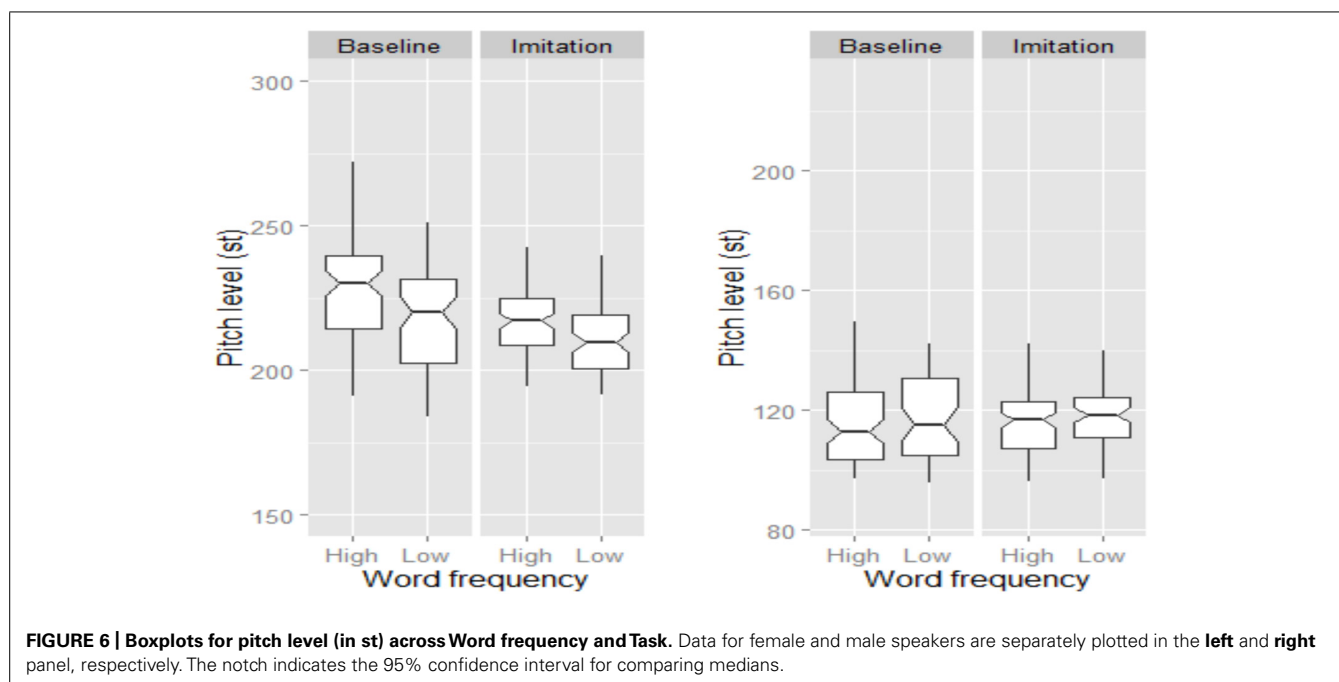 Baseline Imitation
300
250
200
150
Pitch level (st)
High Low High Low
Word frequency
Baseline Imitation
200
160
120
80
Pitch level (st)
High Low High Low
Word frequency
FIGURE 6 | Boxplots for pitch level (in st) across Word frequency and Task. Data for female and male speakers are separately plotted in the left and right
panel, respectively. The notch indicates the 95% confidence interval for comparing medians.